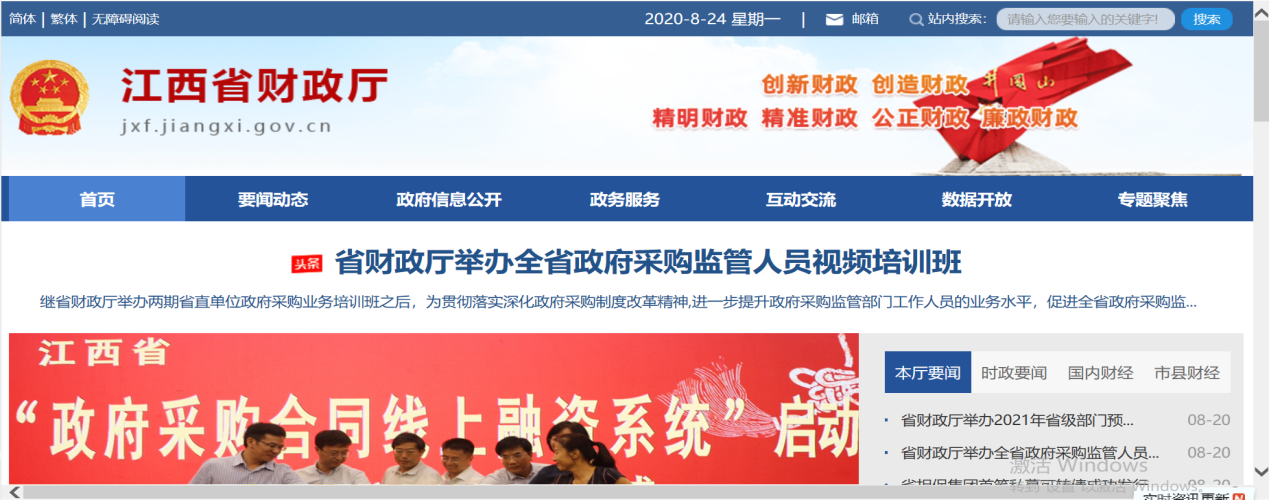 简体 | 繁体 | 无障碍阅读
2020-8-24 星期一 | 邮箱 站内搜索: 请输入您要输入的关键字! 搜索
江西省财政厅
jxf.jiangxi.gov.cn
创新财政 创造财政 井冈山
精明财政 精准财政 公正财政 廉政财政
首页 要闻动态 政府信息公开 政务服务 互动交流 数据开放 专题聚焦
头条 省财政厅举办全省政府采购监管人员视频培训班
继省财政厅举办两期省直单位政府采购业务培训班之后，为贯彻落实深化政府采购制度改革精神,进一步提升政府采购监管部门工作人员的业务水平，促进全省政府采购监...
江西省
“政府采购合同线上融资系统”启动
本厅要闻 时政要闻 国内财经 市县财经
· 省财政厅举办2021年省级部门预... 08-20
· 省财政厅举办全省政府采购监管人员... 08-20
激活 Windows
实时资讯更新